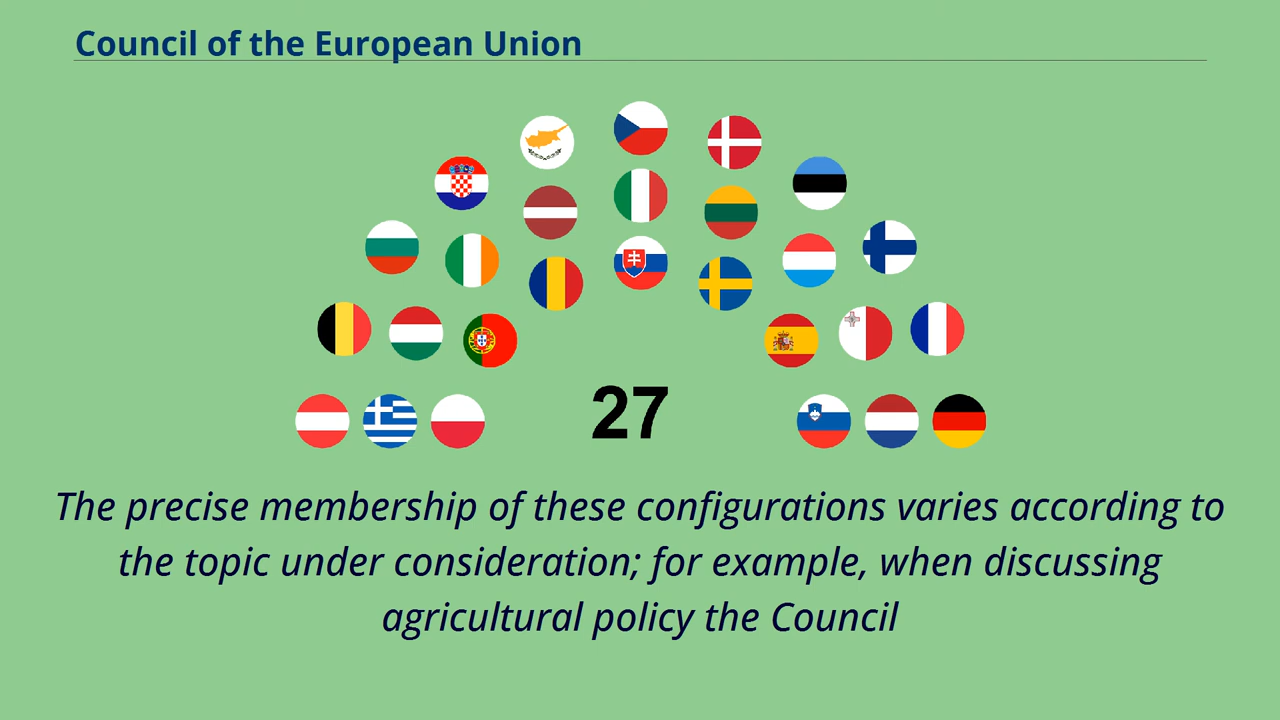 Council of the European Union
27
The precise membership of these configurations varies according to
the topic under consideration; for example, when discussing
agricultural policy the Council